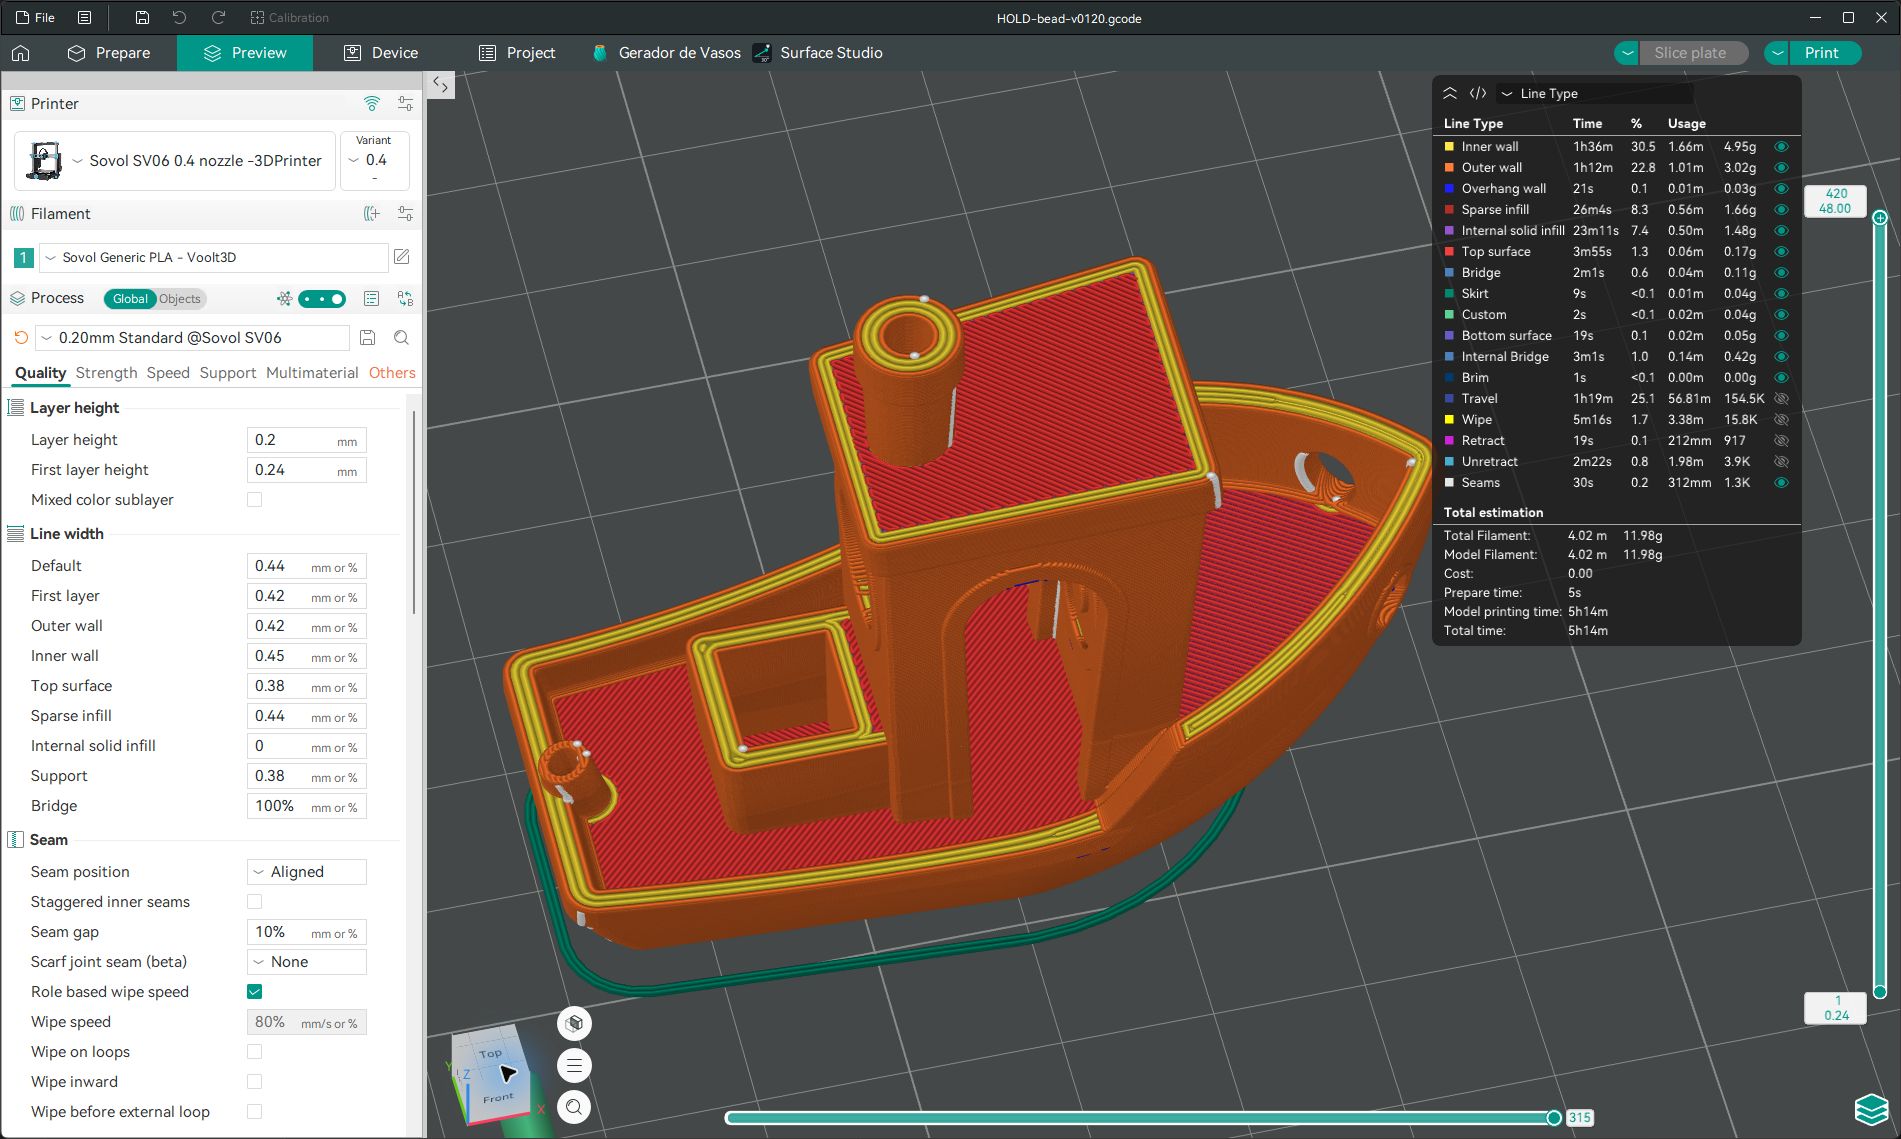 File
Calibration
HOLD-bead-v0120.gcode
Prepare
Preview
Device
Project
Gerador de Vasos
Surface Studio
Slice plate
Print
Printer
Sovol SV06 0.4 nozzle -3DPrinter
Variant
0.4
-
Filament
1
Sovol Generic PLA - Voolt3D
Process
Global
Objects
0.20mm Standard @Sovol SV06
Quality Strength Speed Support Multimaterial Others
Layer height
Layer height 0.2 mm
First layer height 0.24 mm
Mixed color sublayer
Line width
Default 0.44 mm or %
First layer 0.42 mm or %
Outer wall 0.42 mm or %
Inner wall 0.45 mm or %
Top surface 0.38 mm or %
Sparse infill 0.44 mm or %
Internal solid infill 0 mm or %
Support 0.38 mm or %
Bridge 100% mm or %
Seam
Seam position Aligned
Staggered inner seams
Seam gap 10% mm or %
Scarf joint seam (beta) None
Role based wipe speed
Wipe speed 80% mm/s or %
Wipe on loops
Wipe inward
Wipe before external loop
Line Type
Line Type Time % Usage
Inner wall 1h36m 30.5 1.66m 4.95g
Outer wall 1h12m 22.8 1.01m 3.02g
Overhang wall 21s 0.1 0.01m 0.03g
Sparse infill 26m4s 8.3 0.56m 1.66g
Internal solid infill 23m11s 7.4 0.50m 1.48g
Top surface 3m55s 1.3 0.06m 0.17g
Bridge 2m1s 0.6 0.04m 0.11g
Skirt 9s <0.1 0.01m 0.04g
Custom 2s <0.1 0.02m 0.04g
Bottom surface 19s 0.1 0.02m 0.05g
Internal Bridge 3m1s 1.0 0.14m 0.42g
Brim 1s <0.1 0.00m 0.00g
Travel 1h19m 25.1 56.81m 154.5K
Wipe 5m16s 1.7 3.38m 15.8K
Retract 19s 0.1 212mm 917
Unretract 2m22s 0.8 1.98m 3.9K
Seams 30s 0.2 312mm 1.3K
Total estimation
Total Filament: 4.02 m 11.98g
Model Filament: 4.02 m 11.98g
Cost: 0.00
Prepare time: 5s
Model printing time: 5h14m
Total time: 5h14m
420
48.00
1
0.24
Top
Front
Y
Z
X
315